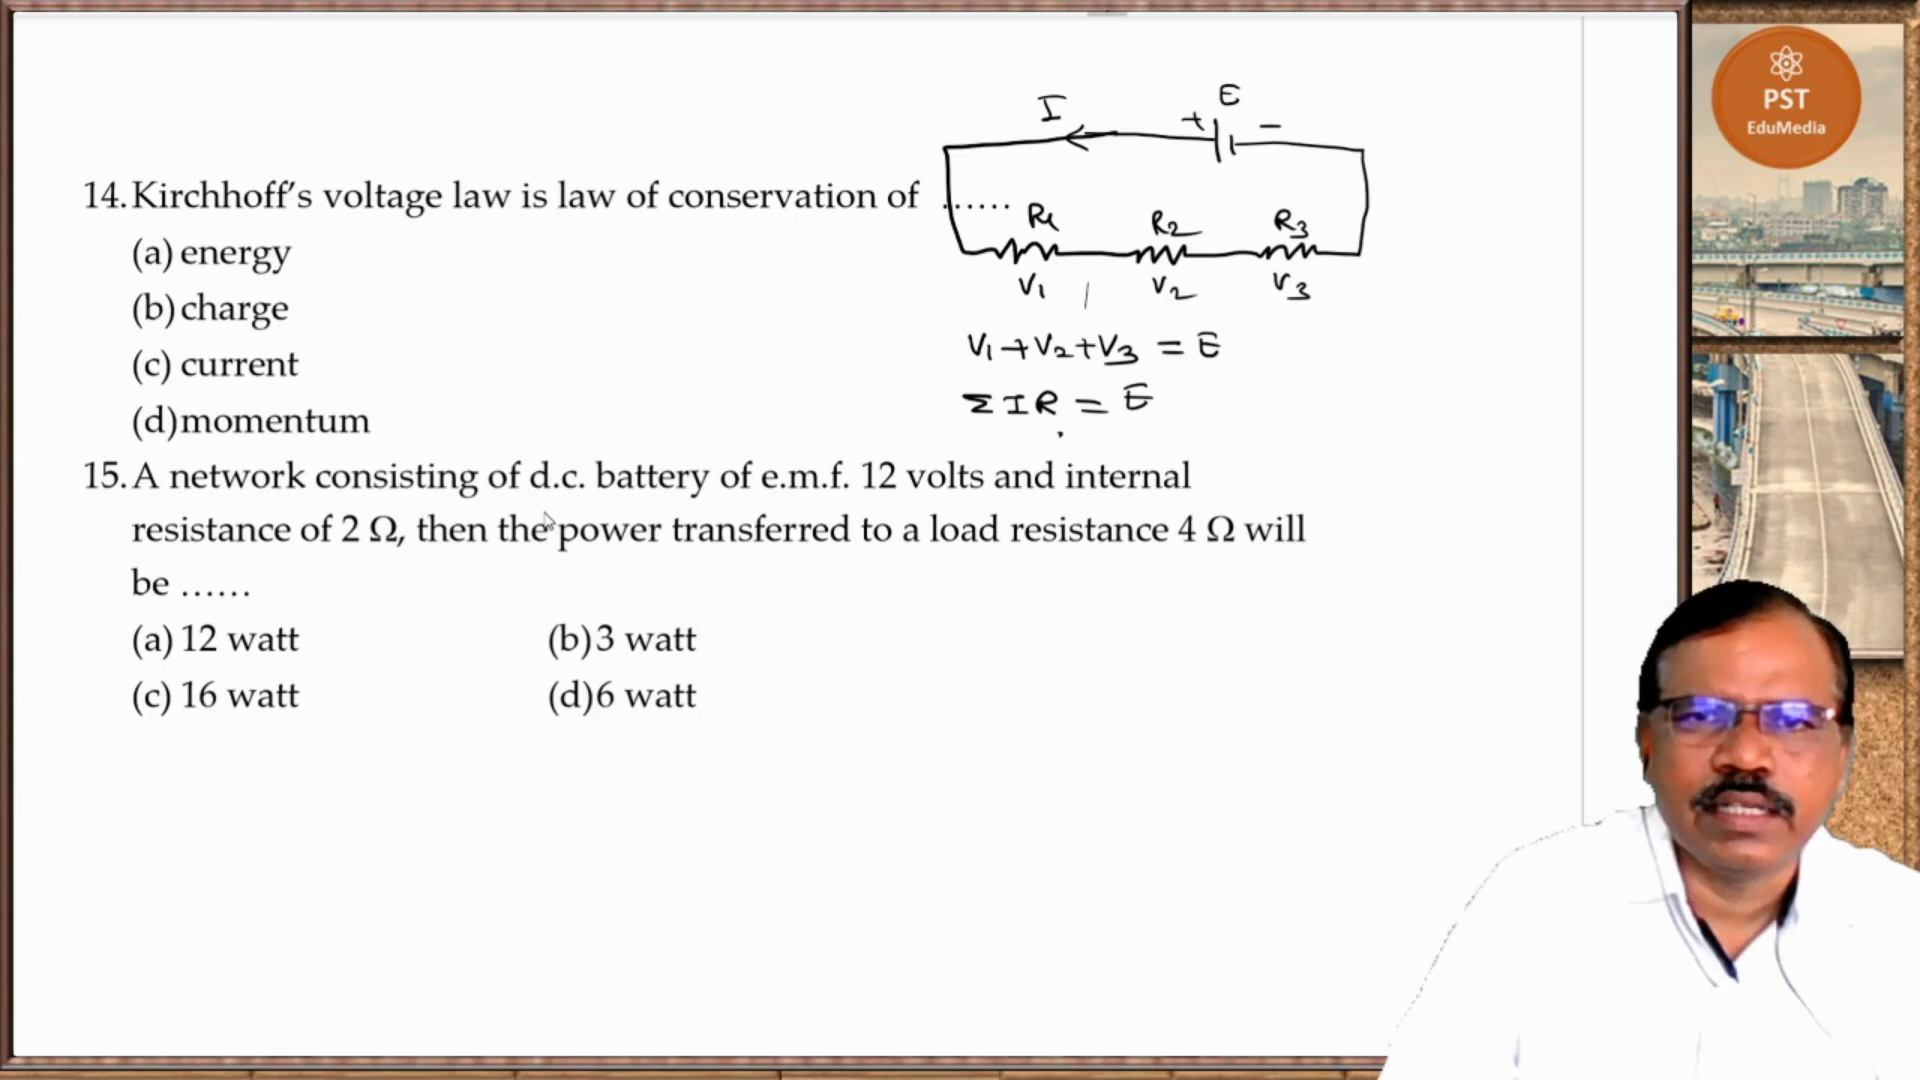 PST
EduMedia
I
+ E -
14. Kirchhoff's voltage law is law of conservation of ......
R1 R2 R3
V1 V2 V3
(a) energy
(b) charge
V1+V2+V3 = E
(c) current
ΣIR = E
(d) momentum
15. A network consisting of d.c. battery of e.m.f. 12 volts and internal
resistance of 2 Ω, then the power transferred to a load resistance 4 Ω will
be ......
(a) 12 watt (b) 3 watt
(c) 16 watt (d) 6 watt